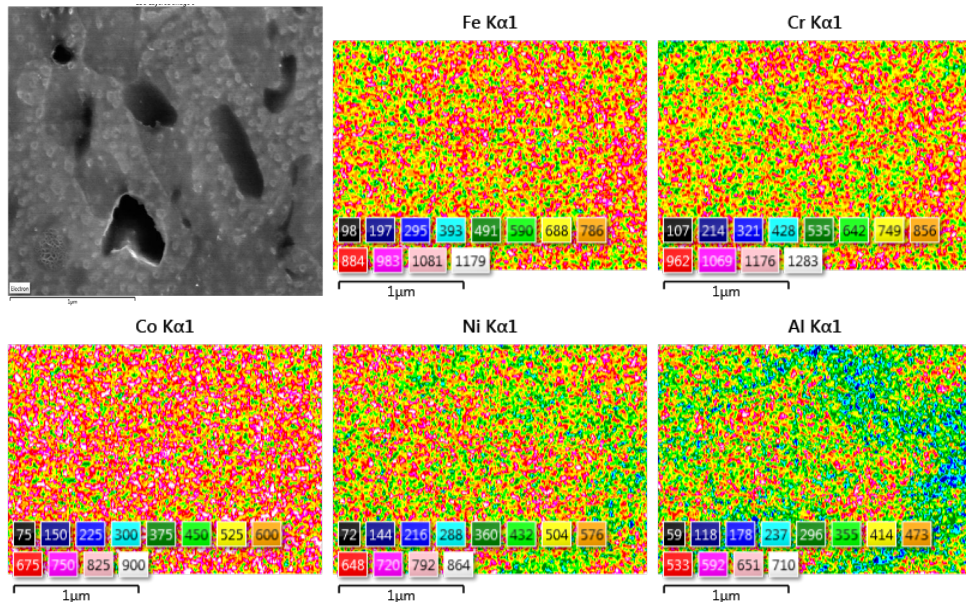 Electron
1µm
Fe Kα1
98 197 295 393 491 590 688 786
884 983 1081 1179
1µm
Cr Kα1
107 214 321 428 535 642 749 856
962 1069 1176 1283
1µm
Co Kα1
75 150 225 300 375 450 525 600
675 750 825 900
1µm
Ni Kα1
72 144 216 288 360 432 504 576
648 720 792 864
1µm
Al Kα1
59 118 178 237 296 355 414 473
533 592 651 710
1µm